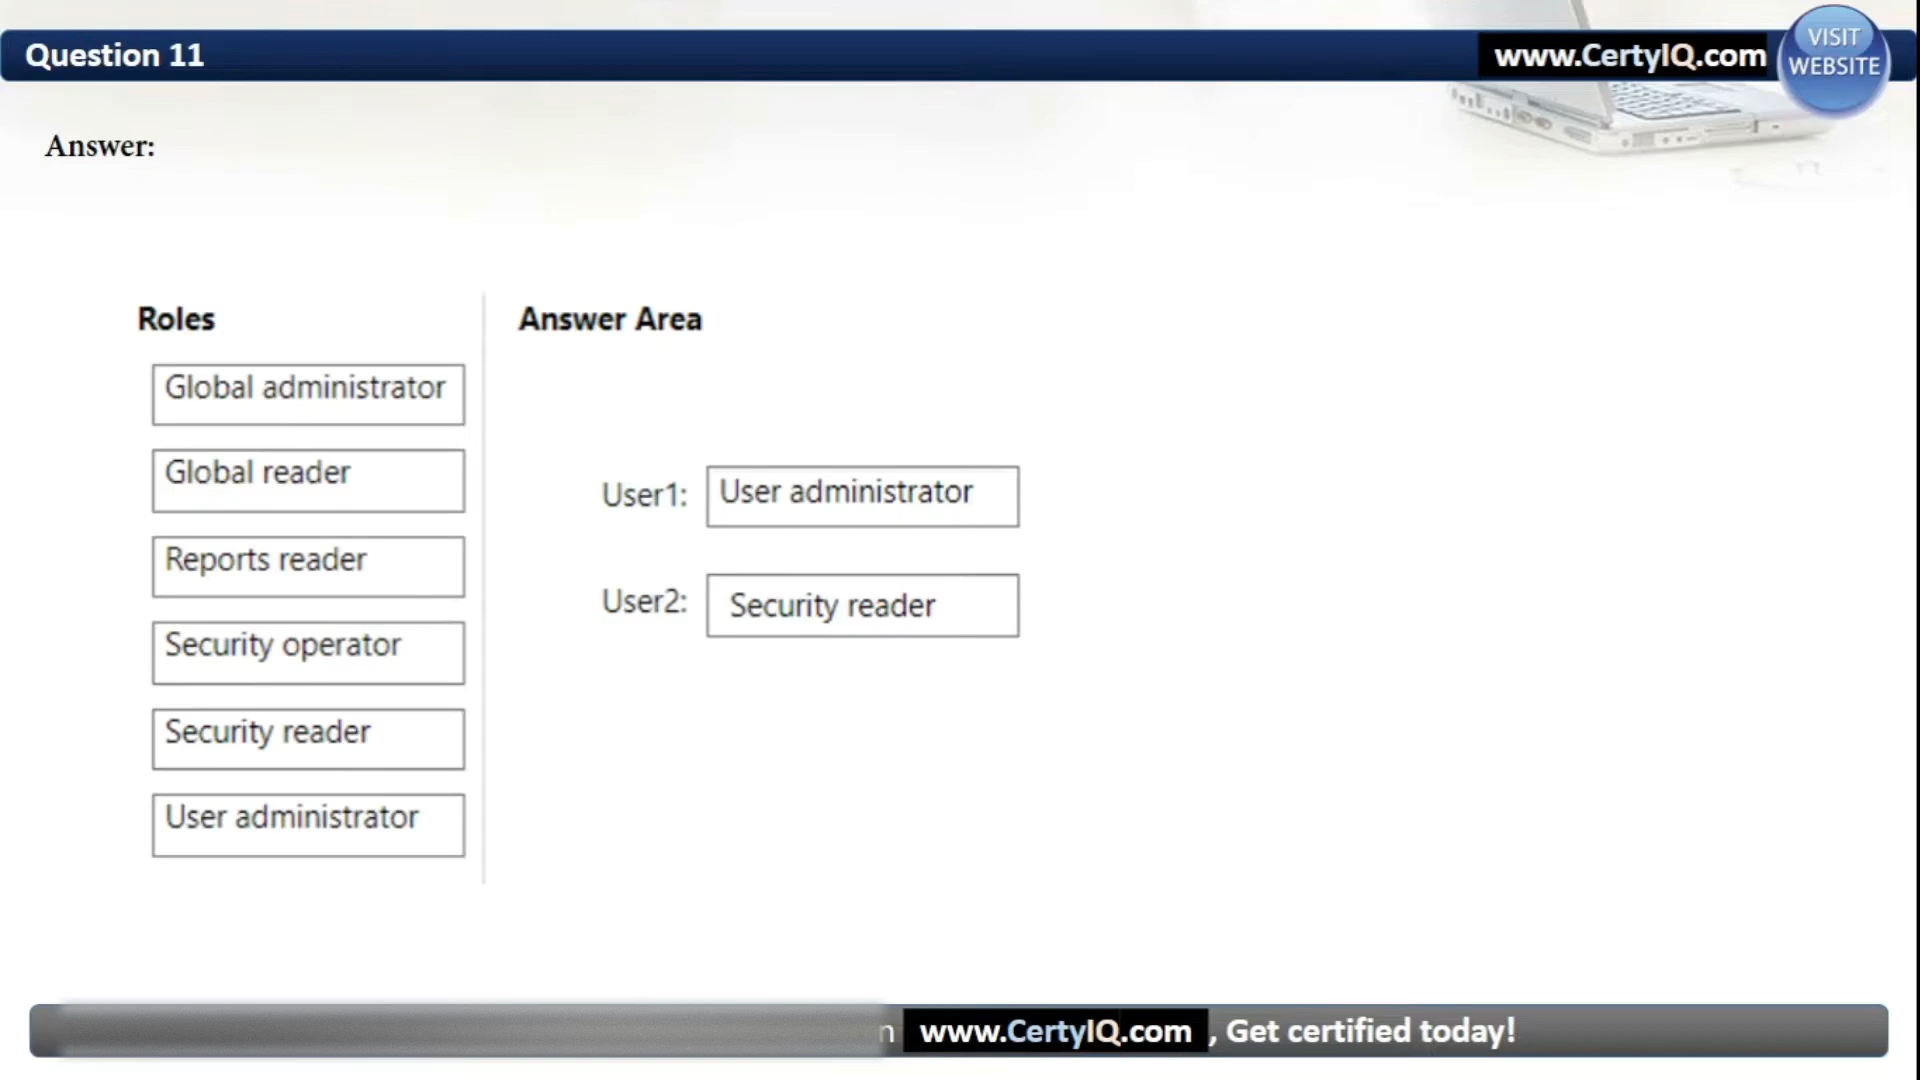 Question 11
www.CertyIQ.com
VISIT
WEBSITE
Answer:
Roles
Answer Area
Global administrator
Global reader
Reports reader
Security operator
Security reader
User administrator
User1: User administrator
User2: Security reader
www.CertyIQ.com , Get certified today!